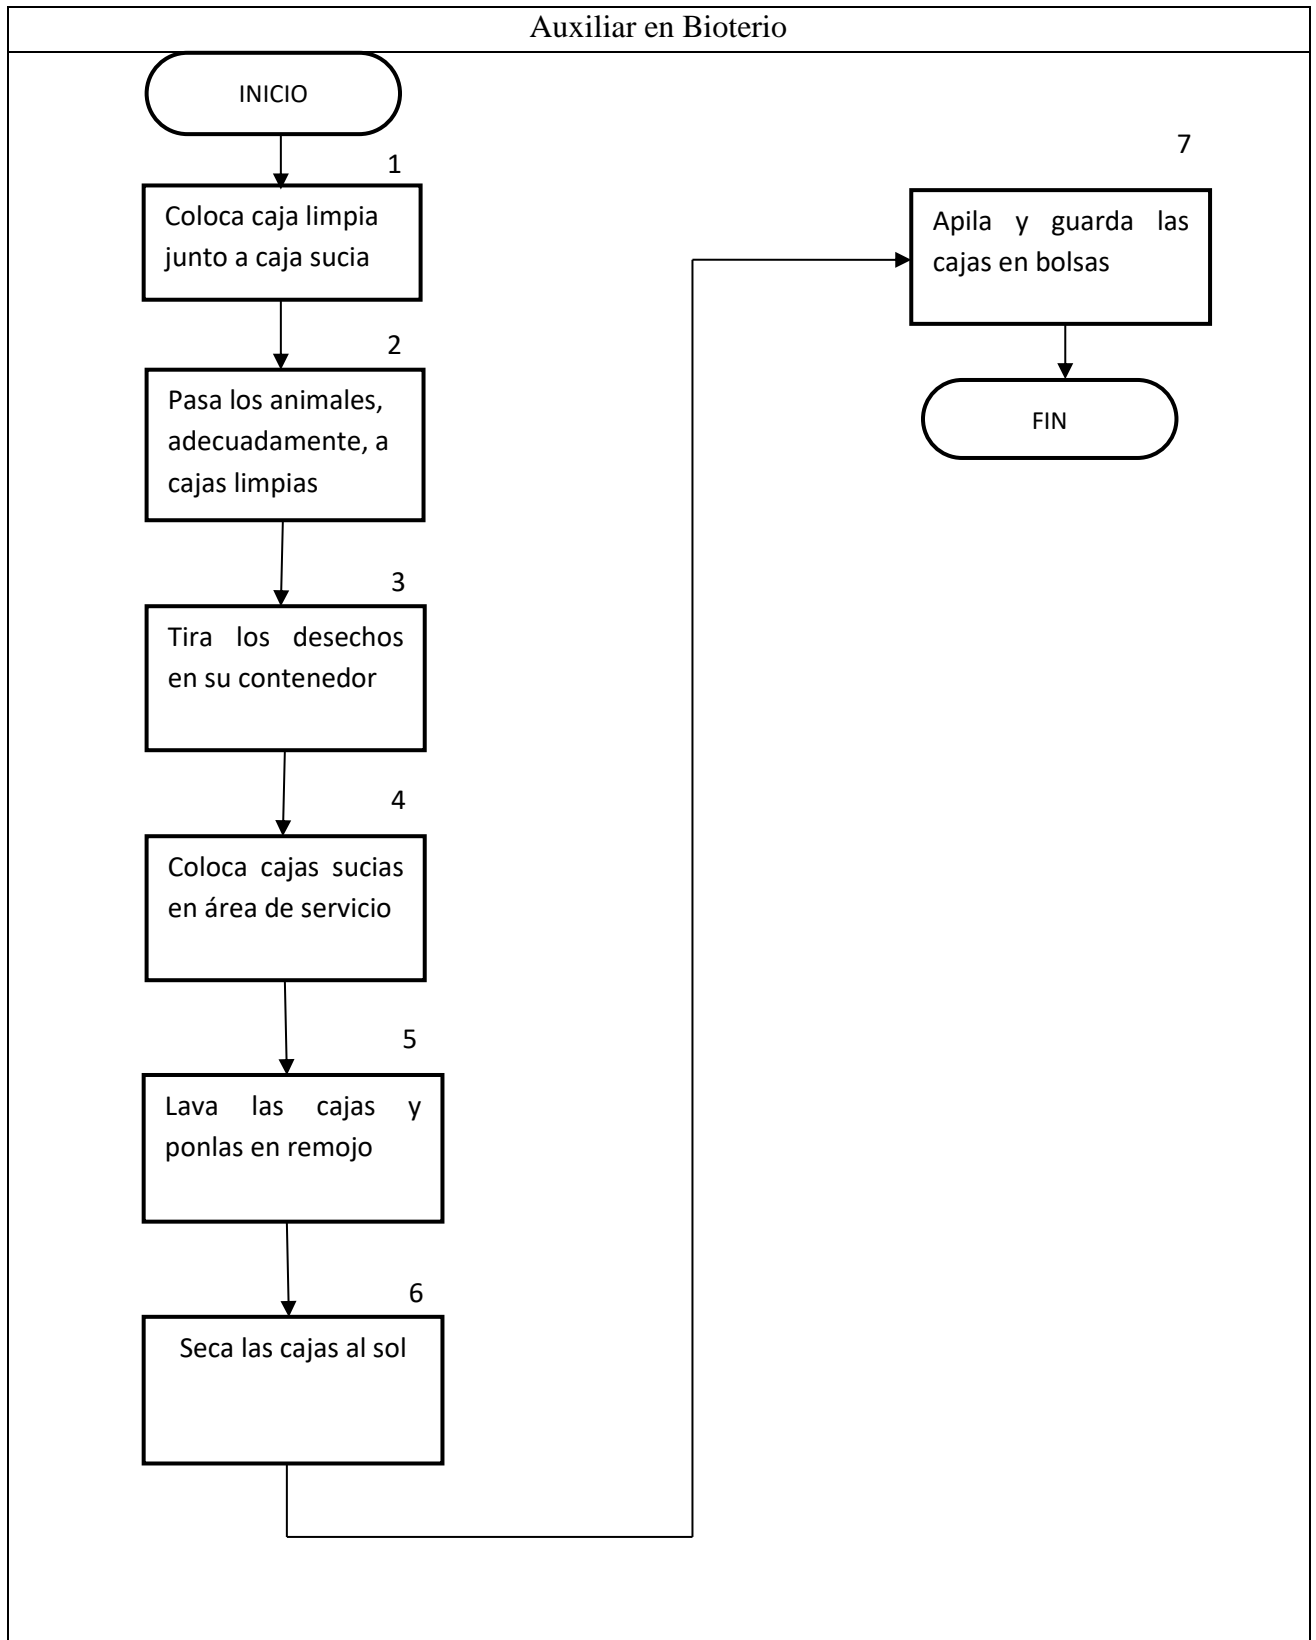 Auxiliar en Bioterio
INICIO
1
Coloca caja limpia
junto a caja sucia
2
Pasa los animales,
adecuadamente, a
cajas limpias
3
Tira los desechos
en su contenedor
4
Coloca cajas sucias
en área de servicio
5
Lava las cajas y
ponlas en remojo
6
Seca las cajas al sol
7
Apila y guarda las
cajas en bolsas
FIN